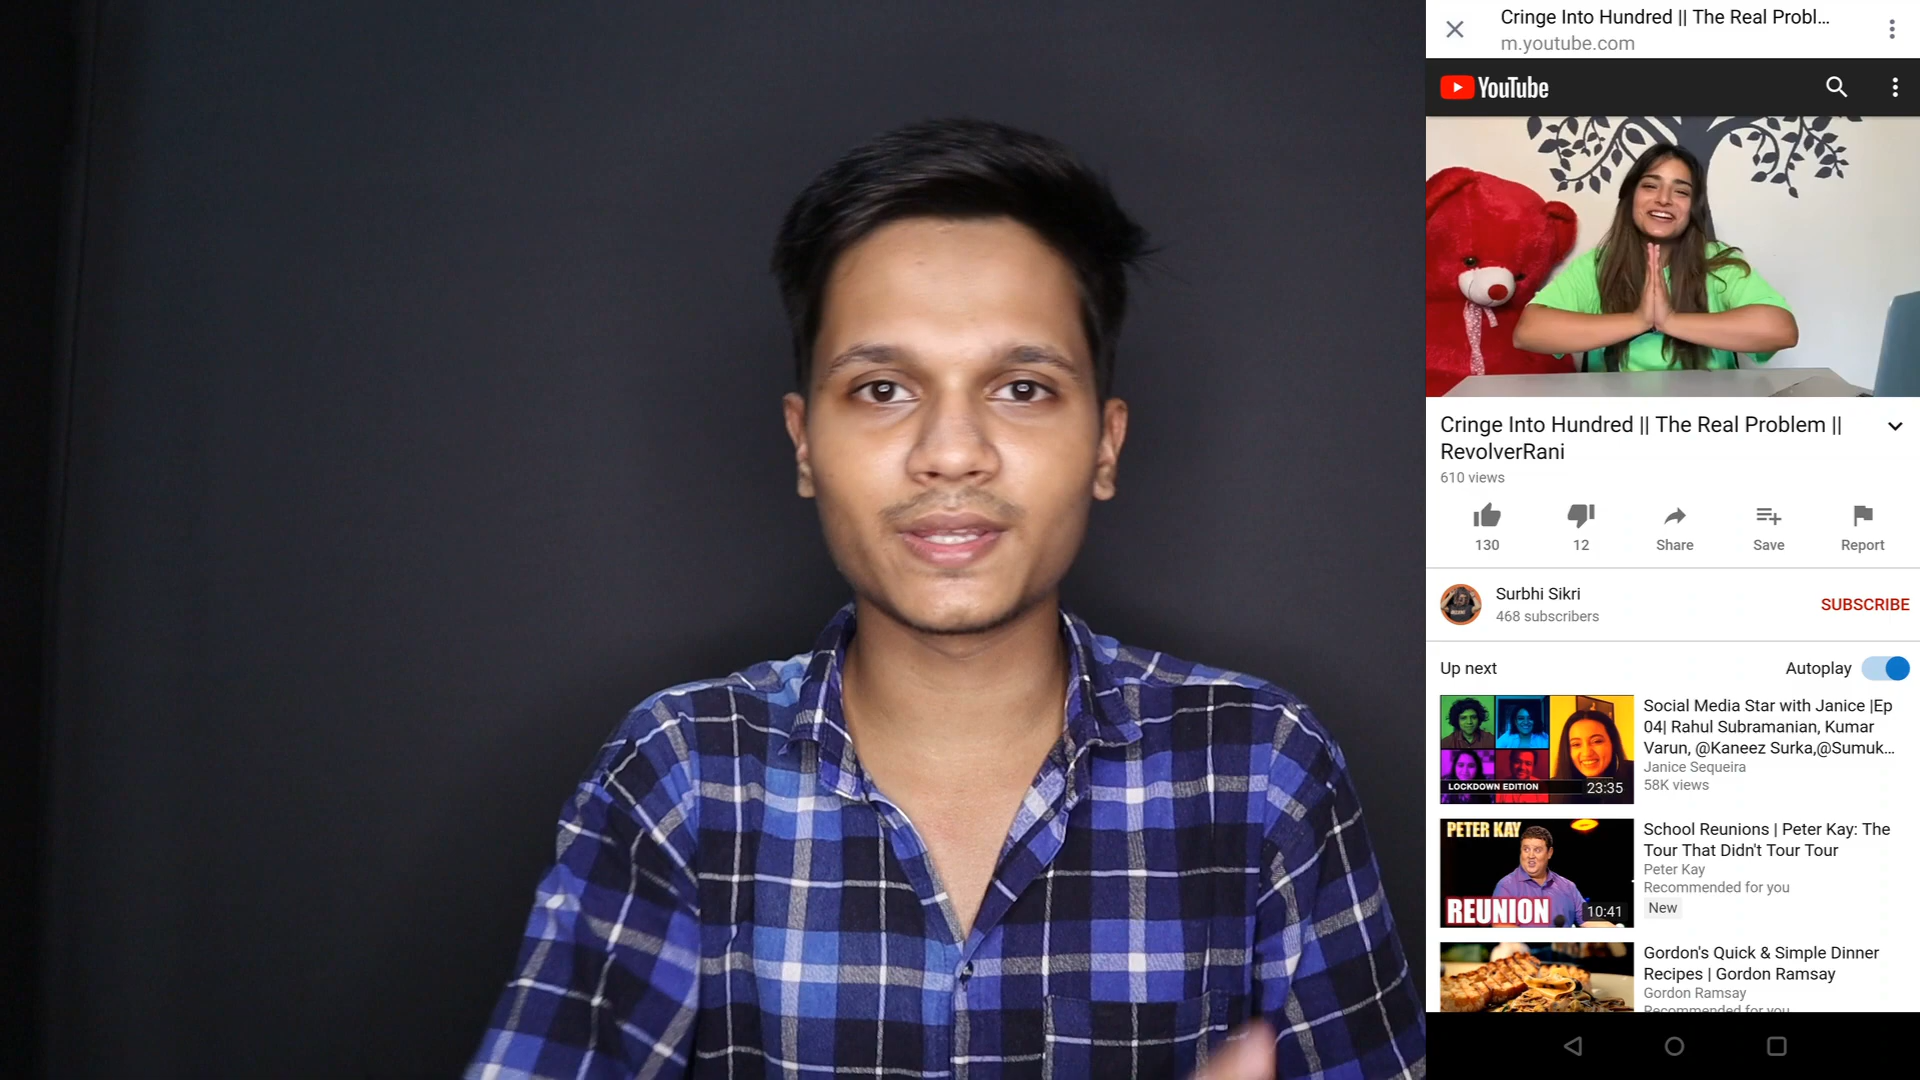 Cringe Into Hundred || The Real Probl...
m.youtube.com
YouTube
Cringe Into Hundred || The Real Problem ||
RevolverRani
610 views
130
12
Share
Save
Report
Surbhi Sikri
468 subscribers
SUBSCRIBE
Up next
Autoplay
LOCKDOWN EDITION
23:35
Social Media Star with Janice |Ep
04| Rahul Subramanian, Kumar
Varun, @Kaneez Surka,@Sumuk...
Janice Sequeira
58K views
PETER KAY
REUNION
10:41
School Reunions | Peter Kay: The
Tour That Didn't Tour Tour
Peter Kay
Recommended for you
New
Gordon's Quick & Simple Dinner
Recipes | Gordon Ramsay
Gordon Ramsay
Recommended for you